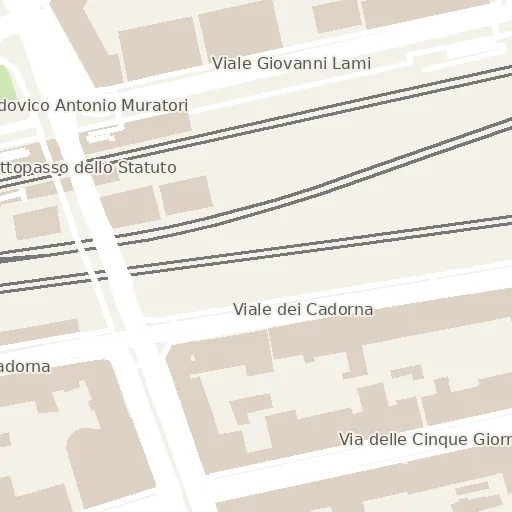 Viale Giovanni Lami
dovico Antonio Muratori
ttopasso dello Statuto
Viale dei Cadorna
adorna
Via delle Cinque Giorn